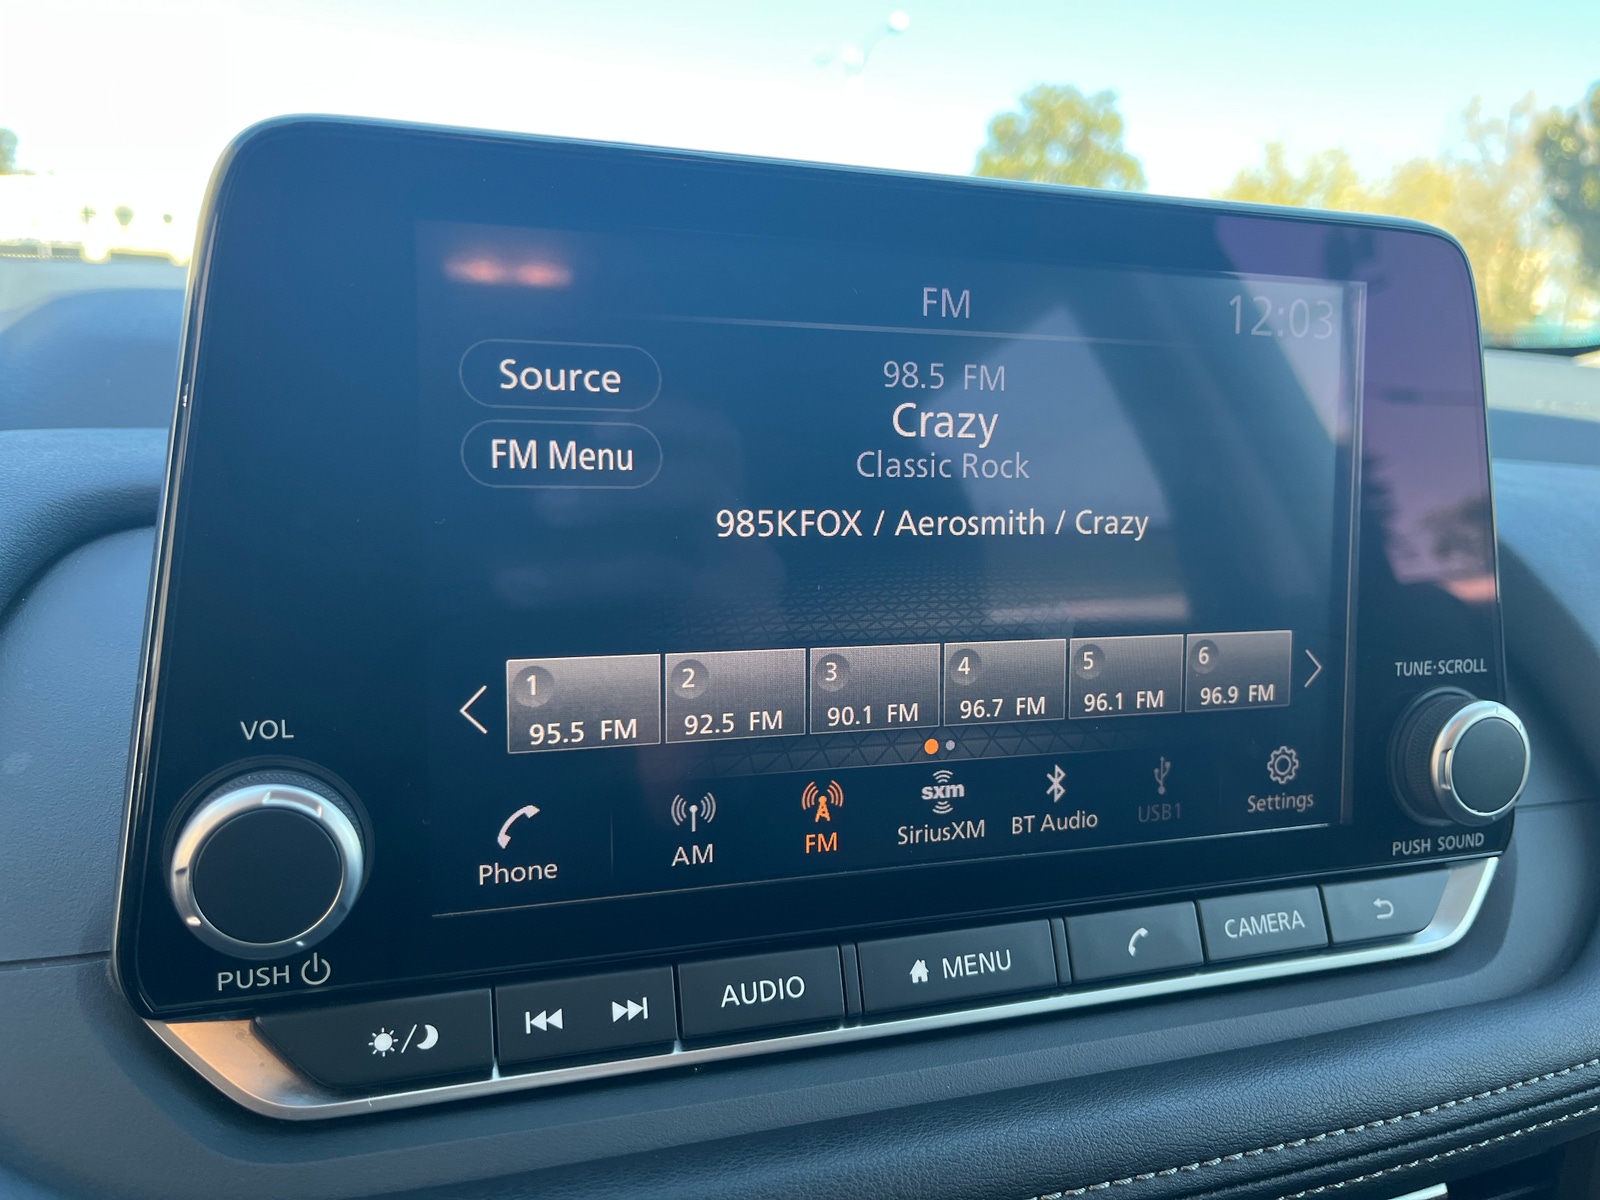 FM
12:03
Source
98.5 FM
Crazy
FM Menu
Classic Rock
985KFOX / Aerosmith / Crazy
1
95.5 FM
2
92.5 FM
3
90.1 FM
4
96.7 FM
5
96.1 FM
6
96.9 FM
Phone
AM
FM
sxm
SiriusXM
BT Audio
USB1
Settings
VOL
PUSH
TUNE·SCROLL
PUSH SOUND
AUDIO
MENU
CAMERA